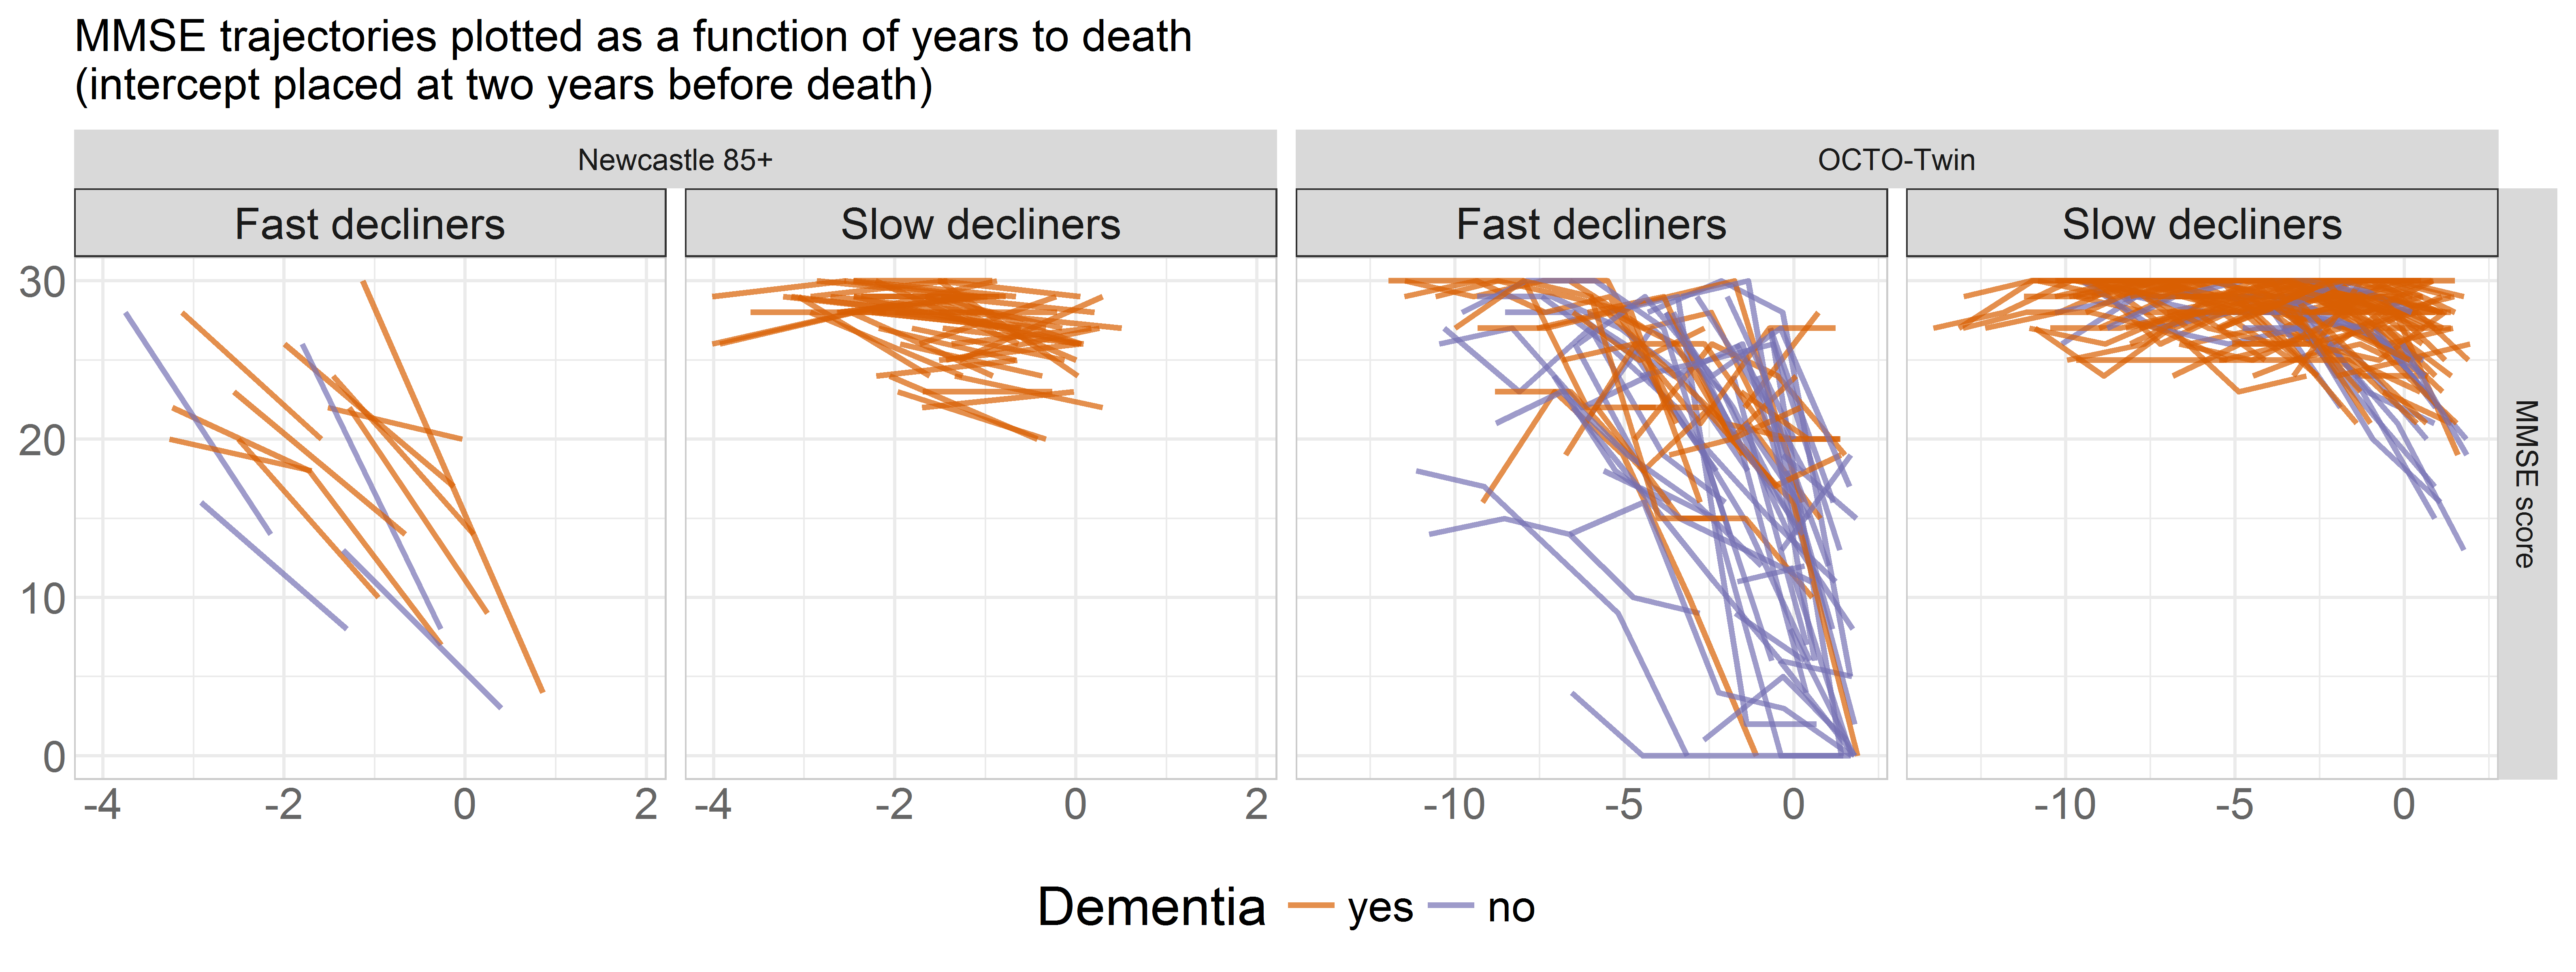 MMSE trajectories plotted as a function of years to death
(intercept placed at two years before death)
Newcastle 85+
OCTO-Twin
Fast decliners
Slow decliners
Fast decliners
Slow decliners
30
20
10
0
MMSE score
-4 -2 0 2
-4 -2 0 2
-10 -5 0
-10 -5 0
Dementia yes no